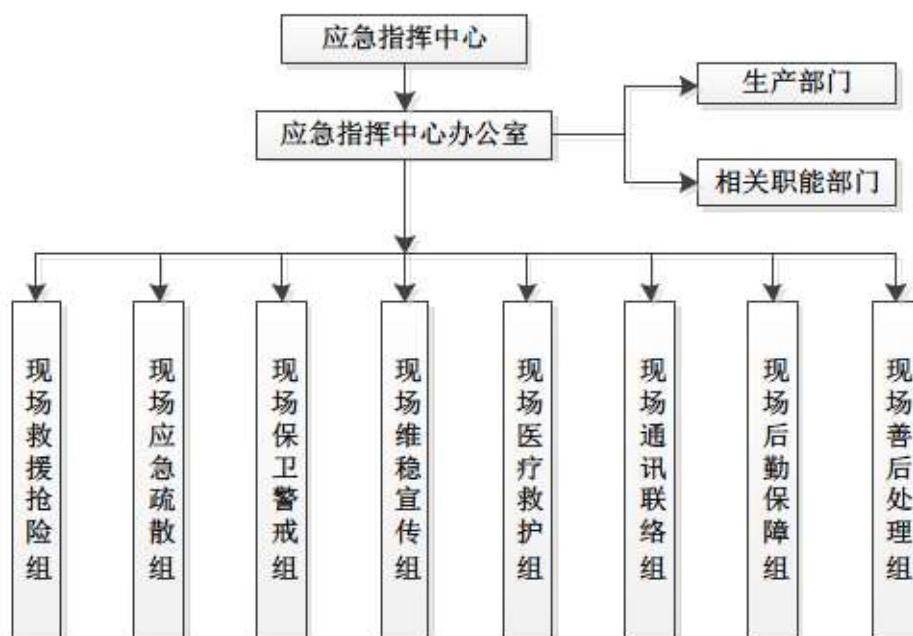 应急指挥中心
生产部门
应急指挥中心办公室
相关职能部门
现场救援抢险组
现场应急疏散组
现场保卫警戒组
现场维稳宣传组
现场医疗救护组
现场通讯联络组
现场后勤保障组
现场善后处理组